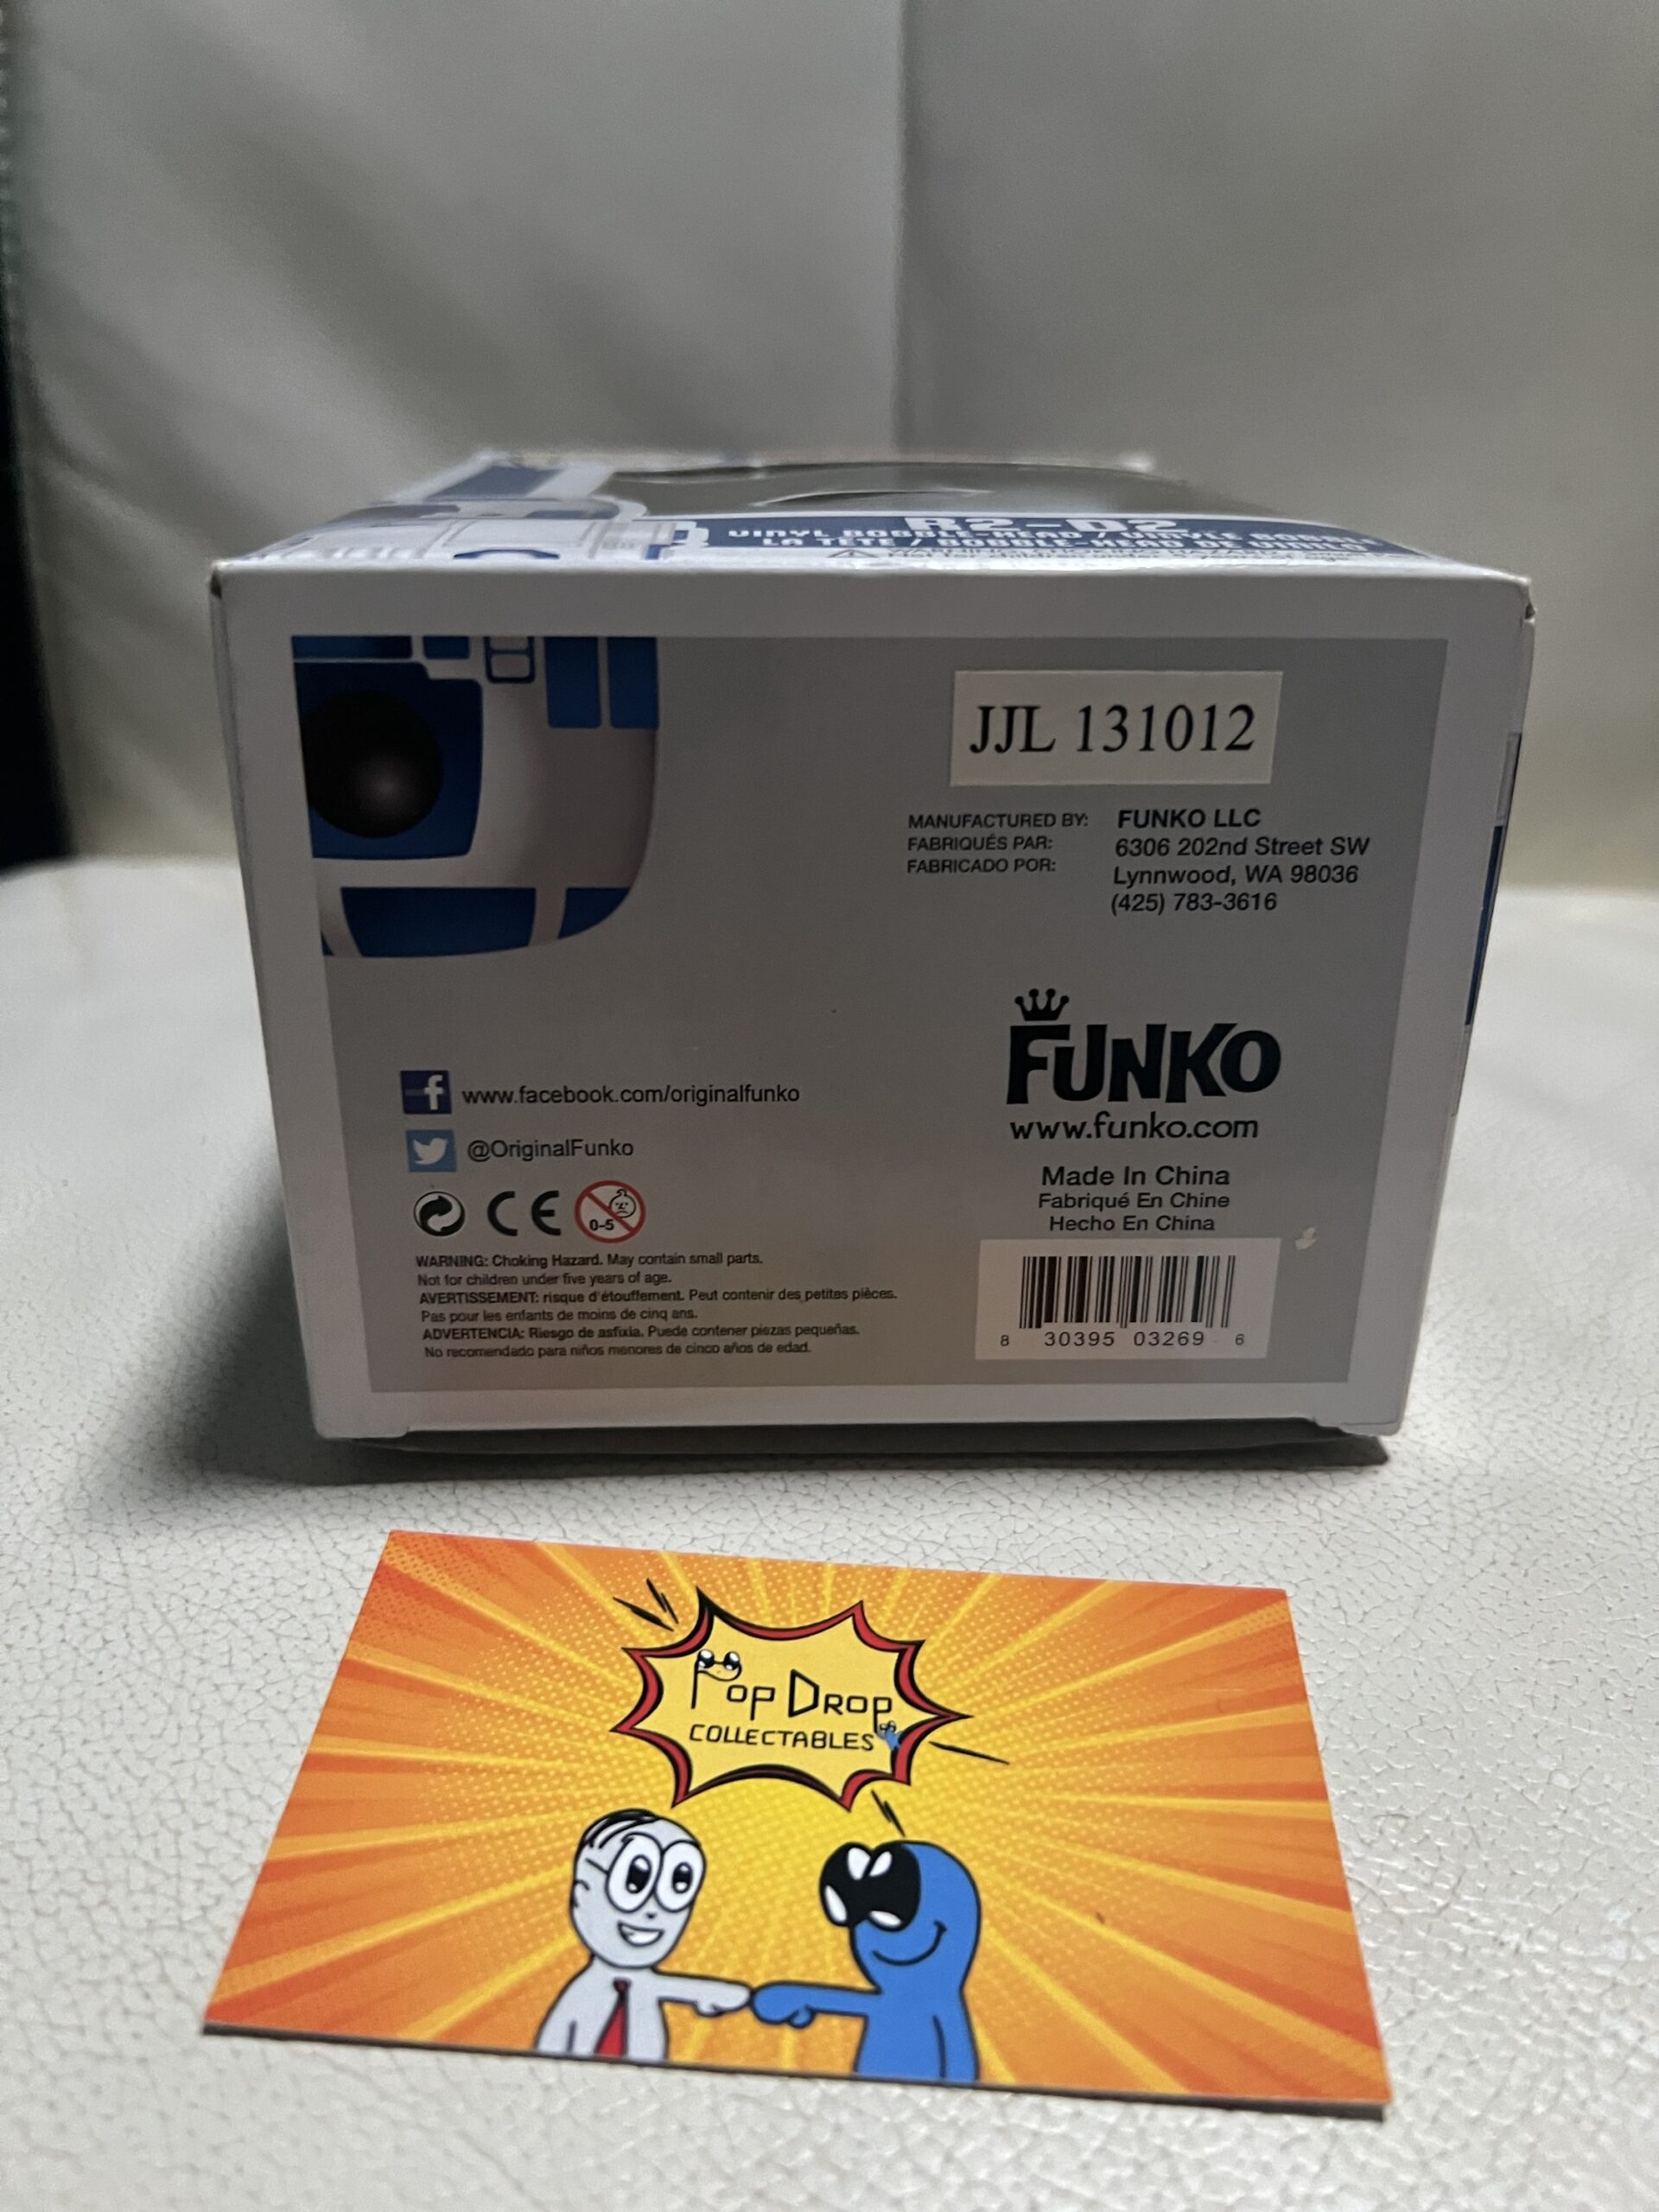 R2-D2
VINYL BOBBLE-HEAD /
LA TÊTE /
JJL 131012
MANUFACTURED BY: FUNKO LLC
FABRIQUÉS PAR: 6306 202nd Street SW
FABRICADO POR: Lynnwood, WA 98036
(425) 783-3616
FUNKO
www.funko.com
www.facebook.com/originalfunko
@OriginalFunko
Made In China
Fabriqué En Chine
Hecho En China
CE
0-5
WARNING: Choking Hazard. May contain small parts.
Not for children under five years of age.
AVERTISSEMENT: risque d'étouffement. Peut contenir des petites pièces.
Pas pour les enfants de moins de cinq ans.
ADVERTENCIA: Riesgo de asfixia. Puede contener piezas pequeñas.
No recomendado para niños menores de cinco años de edad.
8 30395 03269 6
Pop Drop
COLLECTABLES